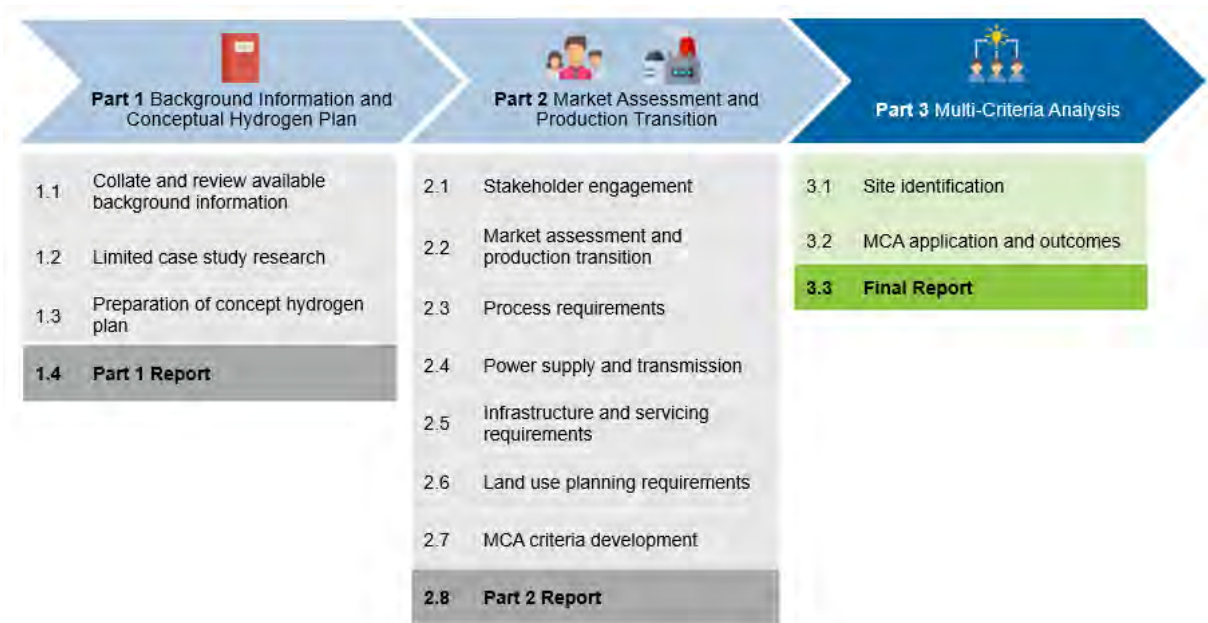 Part 1 Background Information and
Conceptual Hydrogen Plan
1.1 Collate and review available
background information
1.2 Limited case study research
1.3 Preparation of concept hydrogen
plan
1.4 Part 1 Report
Part 2 Market Assessment and
Production Transition
2.1 Stakeholder engagement
2.2 Market assessment and
production transition
2.3 Process requirements
2.4 Power supply and transmission
2.5 Infrastructure and servicing
requirements
2.6 Land use planning requirements
2.7 MCA criteria development
2.8 Part 2 Report
Part 3 Multi-Criteria Analysis
3.1 Site identification
3.2 MCA application and outcomes
3.3 Final Report